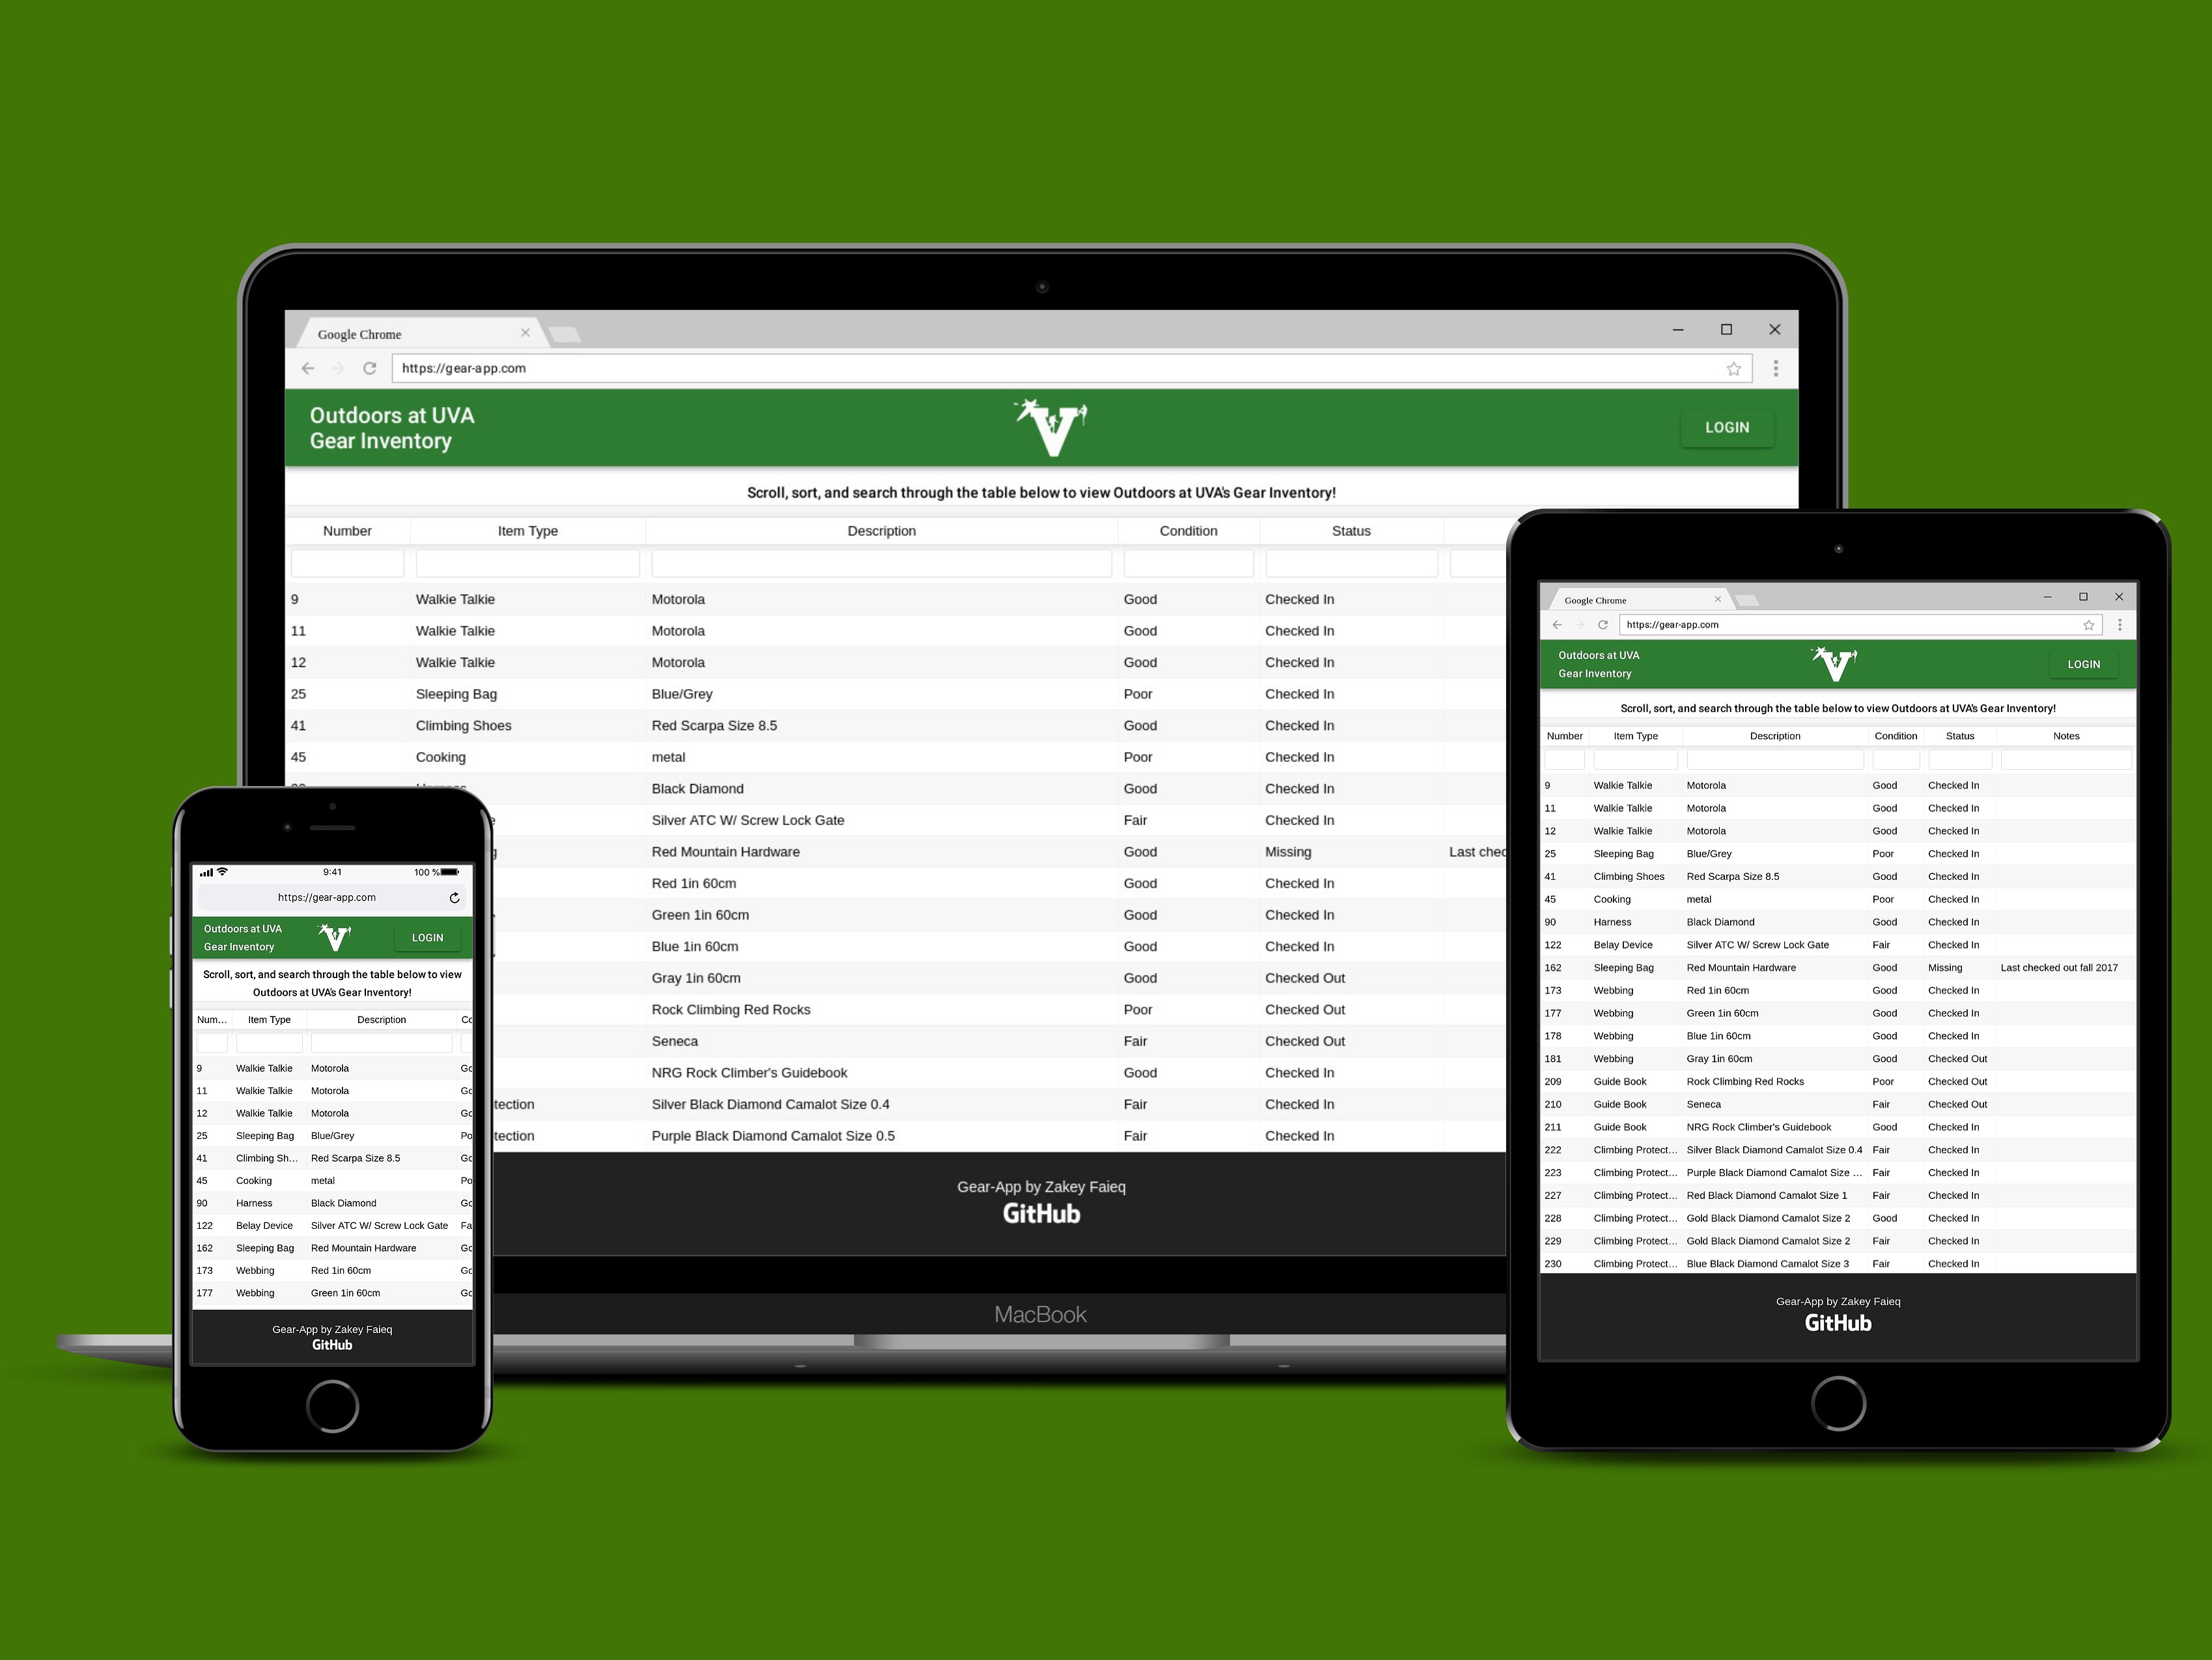 Google Chrome
https://gear-app.com
Outdoors at UVA
Gear Inventory
V
LOGIN
Scroll, sort, and search through the table below to view Outdoors at UVA's Gear Inventory!
Number Item Type Description Condition Status
9 Walkie Talkie Motorola Good Checked In
11 Walkie Talkie Motorola Good Checked In
12 Walkie Talkie Motorola Good Checked In
25 Sleeping Bag Blue/Grey Poor Checked In
41 Climbing Shoes Red Scarpa Size 8.5 Good Checked In
45 Cooking metal Poor Checked In
Black Diamond Good Checked In
Silver ATC W/ Screw Lock Gate Fair Checked In
Red Mountain Hardware Good Missing Last chec
Red 1in 60cm Good Checked In
Green 1in 60cm Good Checked In
Blue 1in 60cm Good Checked In
Gray 1in 60cm Good Checked Out
Rock Climbing Red Rocks Poor Checked Out
Seneca Fair Checked Out
NRG Rock Climber's Guidebook Good Checked In
tection Silver Black Diamond Camalot Size 0.4 Fair Checked In
tection Purple Black Diamond Camalot Size 0.5 Fair Checked In
Gear-App by Zakey Faieq
GitHub
MacBook
9:41 100 %
https://gear-app.com
Outdoors at UVA
Gear Inventory
V
LOGIN
Scroll, sort, and search through the table below to view
Outdoors at UVA's Gear Inventory!
Num... Item Type Description Co
9 Walkie Talkie Motorola Go
11 Walkie Talkie Motorola Go
12 Walkie Talkie Motorola Go
25 Sleeping Bag Blue/Grey Po
41 Climbing Sh... Red Scarpa Size 8.5 Go
45 Cooking metal Po
90 Harness Black Diamond Go
122 Belay Device Silver ATC W/ Screw Lock Gate Fa
162 Sleeping Bag Red Mountain Hardware Go
173 Webbing Red 1in 60cm Go
177 Webbing Green 1in 60cm Go
Gear-App by Zakey Faieq
GitHub
Google Chrome
https://gear-app.com
Outdoors at UVA
Gear Inventory
V
LOGIN
Scroll, sort, and search through the table below to view Outdoors at UVA's Gear Inventory!
Number Item Type Description Condition Status Notes
9 Walkie Talkie Motorola Good Checked In
11 Walkie Talkie Motorola Good Checked In
12 Walkie Talkie Motorola Good Checked In
25 Sleeping Bag Blue/Grey Poor Checked In
41 Climbing Shoes Red Scarpa Size 8.5 Good Checked In
45 Cooking metal Poor Checked In
90 Harness Black Diamond Good Checked In
122 Belay Device Silver ATC W/ Screw Lock Gate Fair Checked In
162 Sleeping Bag Red Mountain Hardware Good Missing Last checked out fall 2017
173 Webbing Red 1in 60cm Good Checked In
177 Webbing Green 1in 60cm Good Checked In
178 Webbing Blue 1in 60cm Good Checked In
181 Webbing Gray 1in 60cm Good Checked Out
209 Guide Book Rock Climbing Red Rocks Poor Checked Out
210 Guide Book Seneca Fair Checked Out
211 Guide Book NRG Rock Climber's Guidebook Good Checked In
222 Climbing Protect... Silver Black Diamond Camalot Size 0.4 Fair Checked In
223 Climbing Protect... Purple Black Diamond Camalot Size ... Fair Checked In
227 Climbing Protect... Red Black Diamond Camalot Size 1 Fair Checked In
228 Climbing Protect... Gold Black Diamond Camalot Size 2 Good Checked In
229 Climbing Protect... Gold Black Diamond Camalot Size 2 Fair Checked In
230 Climbing Protect... Blue Black Diamond Camalot Size 3 Fair Checked In
Gear-App by Zakey Faieq
GitHub